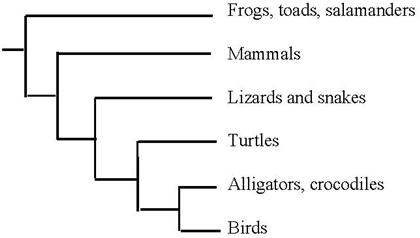 Frogs, toads, salamanders
Mammals
Lizards and snakes
Turtles
Alligators, crocodiles
Birds